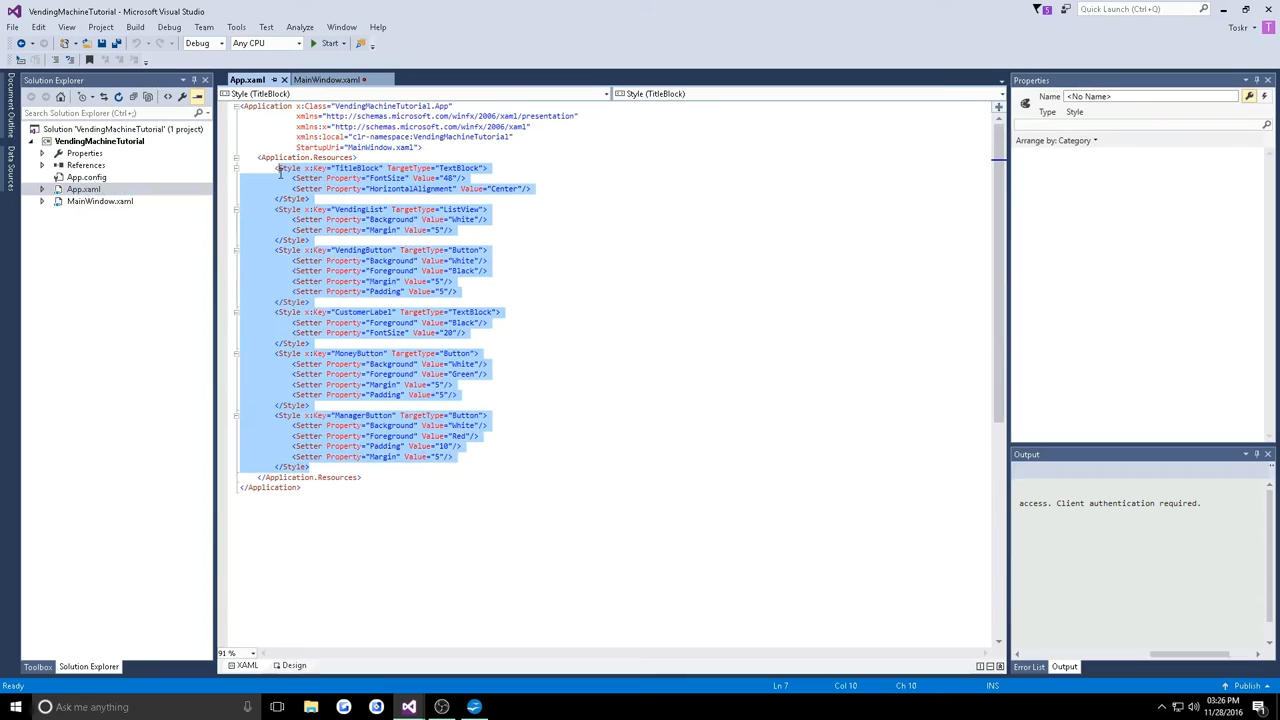 VendingMachineTutorial - Microsoft Visual Studio
5
Quick Launch (Ctrl+Q)
File Edit View Project Build Debug Team Tools Test Analyze Window Help
Toskr
T
Debug
Any CPU
Start
Document Outline
Data Sources
Solution Explorer
Search Solution Explorer (Ctrl+;)
Solution 'VendingMachineTutorial' (1 project)
VendingMachineTutorial
Properties
References
App.config
App.xaml
MainWindow.xaml
Toolbox
Solution Explorer
App.xaml
MainWindow.xaml
Style (TitleBlock)
Style (TitleBlock)
<Application x:Class="VendingMachineTutorial.App"
xmlns="http://schemas.microsoft.com/winfx/2006/xaml/presentation"
xmlns:x="http://schemas.microsoft.com/winfx/2006/xaml"
xmlns:local="clr-namespace:VendingMachineTutorial"
StartupUri="MainWindow.xaml">
<Application.Resources>
<Style x:Key="TitleBlock" TargetType="TextBlock">
<Setter Property="FontSize" Value="48"/>
<Setter Property="HorizontalAlignment" Value="Center"/>
</Style>
<Style x:Key="VendingList" TargetType="ListView">
<Setter Property="Background" Value="White"/>
<Setter Property="Margin" Value="5"/>
</Style>
<Style x:Key="VendingButton" TargetType="Button">
<Setter Property="Background" Value="White"/>
<Setter Property="Foreground" Value="Black"/>
<Setter Property="Margin" Value="5"/>
<Setter Property="Padding" Value="5"/>
</Style>
<Style x:Key="CustomerLabel" TargetType="TextBlock">
<Setter Property="Foreground" Value="Black"/>
<Setter Property="FontSize" Value="20"/>
</Style>
<Style x:Key="MoneyButton" TargetType="Button">
<Setter Property="Background" Value="White"/>
<Setter Property="Foreground" Value="Green"/>
<Setter Property="Margin" Value="5"/>
<Setter Property="Padding" Value="5"/>
</Style>
<Style x:Key="ManagerButton" TargetType="Button">
<Setter Property="Background" Value="White"/>
<Setter Property="Foreground" Value="Red"/>
<Setter Property="Padding" Value="10"/>
<Setter Property="Margin" Value="5"/>
</Style>
</Application.Resources>
</Application>
91 %
XAML
Design
Properties
Name <No Name>
Type Style
Arrange by: Category
Output
access. Client authentication required.
Error List
Output
Ready
Ln 7
Col 10
Ch 10
INS
Publish
Ask me anything
03:26 PM
11/28/2016
1